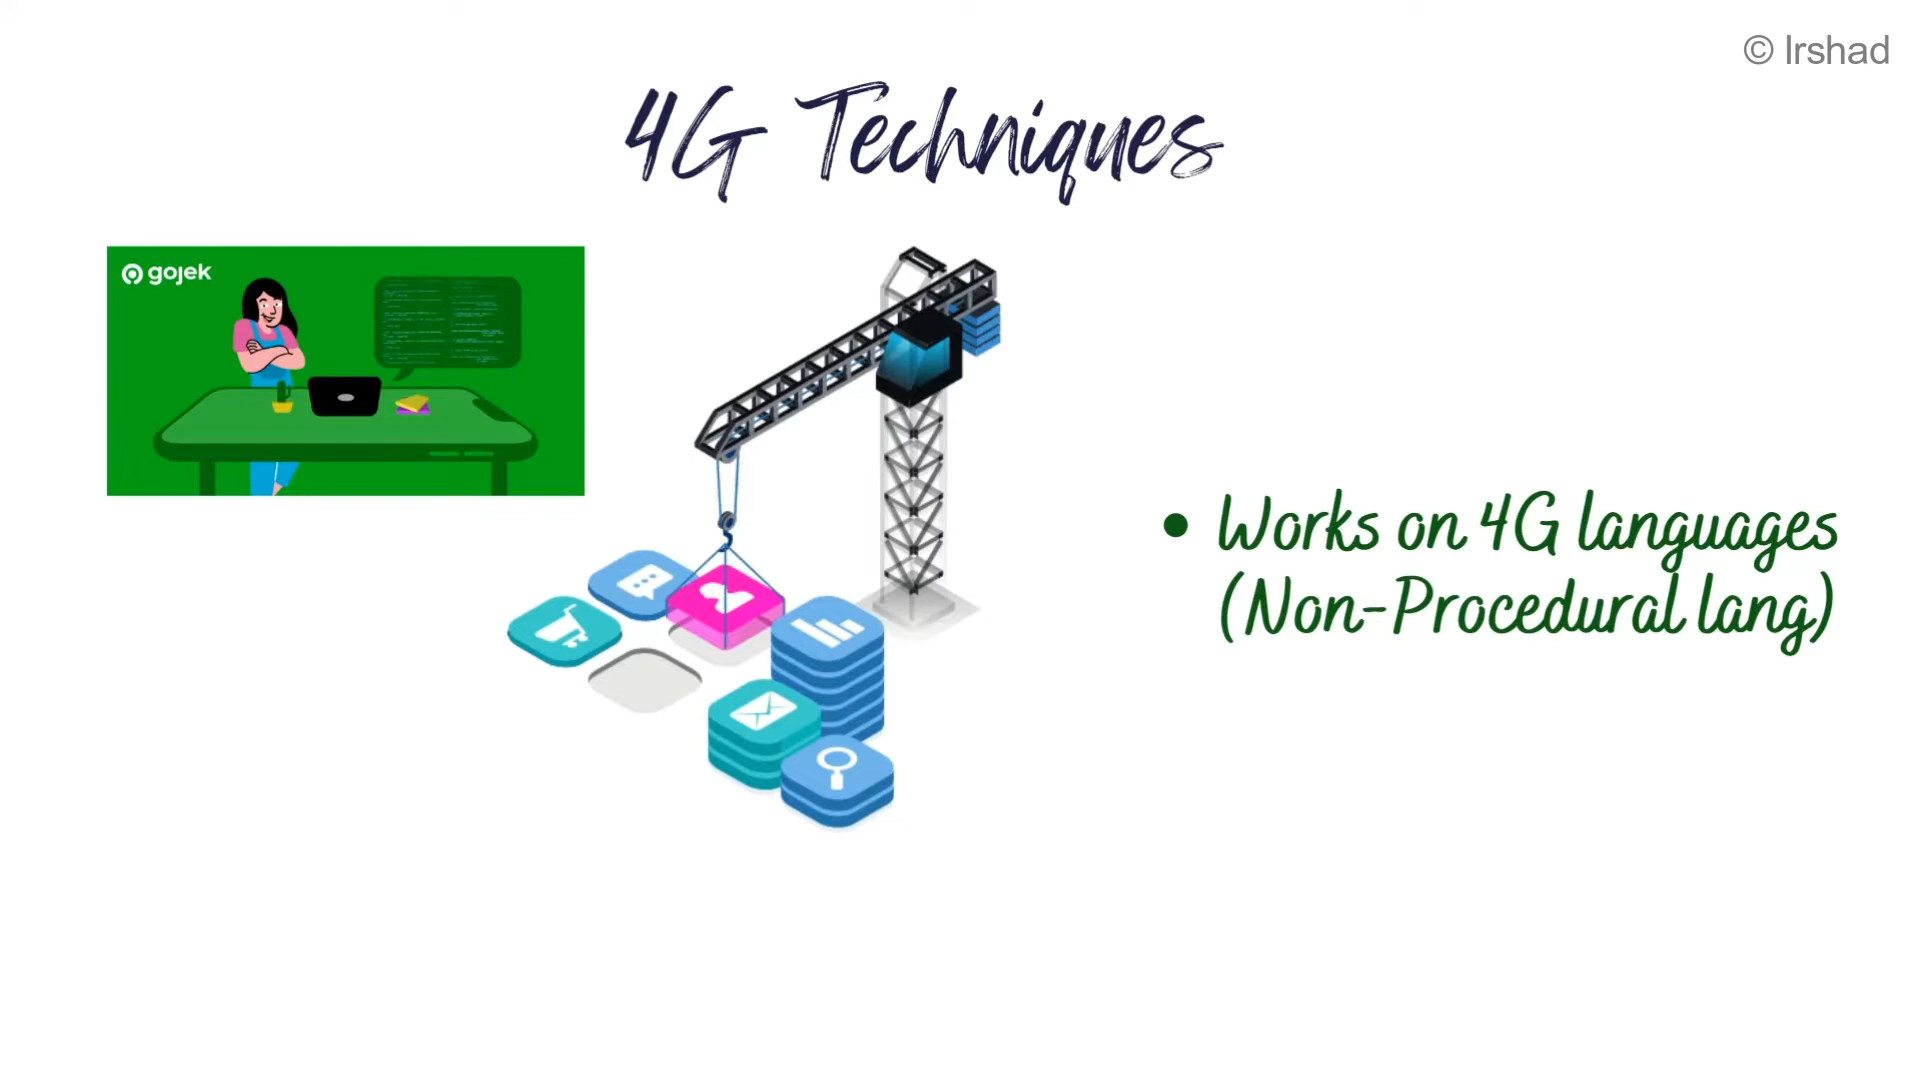 © Irshad
4G Techniques
gojek
• Works on 4G languages
(Non-Procedural lang)